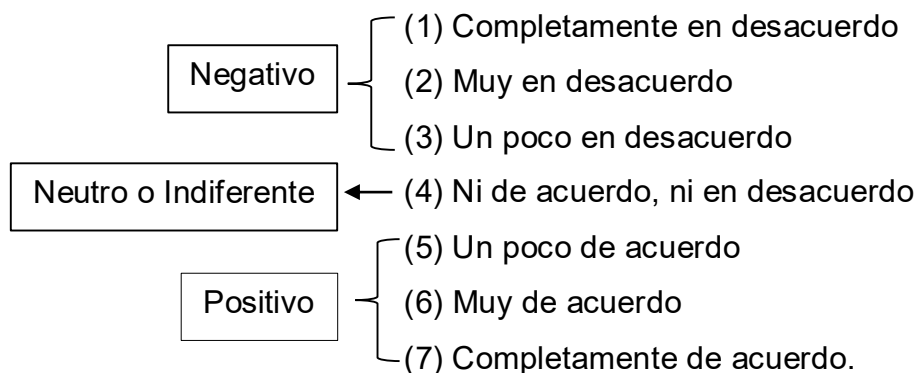 (1) Completamente en desacuerdo
Negativo
(2) Muy en desacuerdo
(3) Un poco en desacuerdo
Neutro o Indiferente
(4) Ni de acuerdo, ni en desacuerdo
(5) Un poco de acuerdo
Positivo
(6) Muy de acuerdo
(7) Completamente de acuerdo.